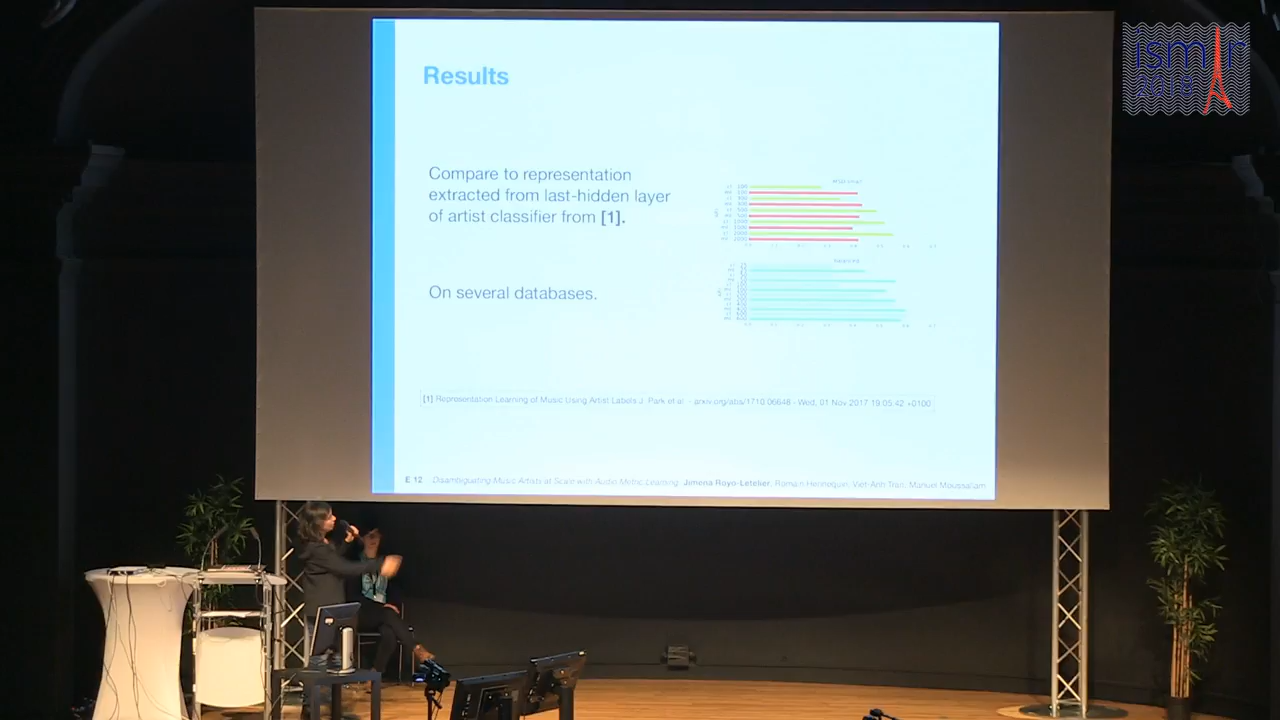 ismir
2018
Results
Compare to representation
extracted from last-hidden layer
of artist classifier from [1].
On several databases.
[1] Representation Learning of Music Using Artist Labels J. Park et al. - arxiv.org/abs/1710.06648 - Wed, 01 Nov 2017 19:05:42 +0100
E 12 Disambiguating Music Artists at Scale with Audio Metric Learning. Jimena Royo-Letelier, Romain Hennequin, Viet-Anh Tran, Manuel Moussallam